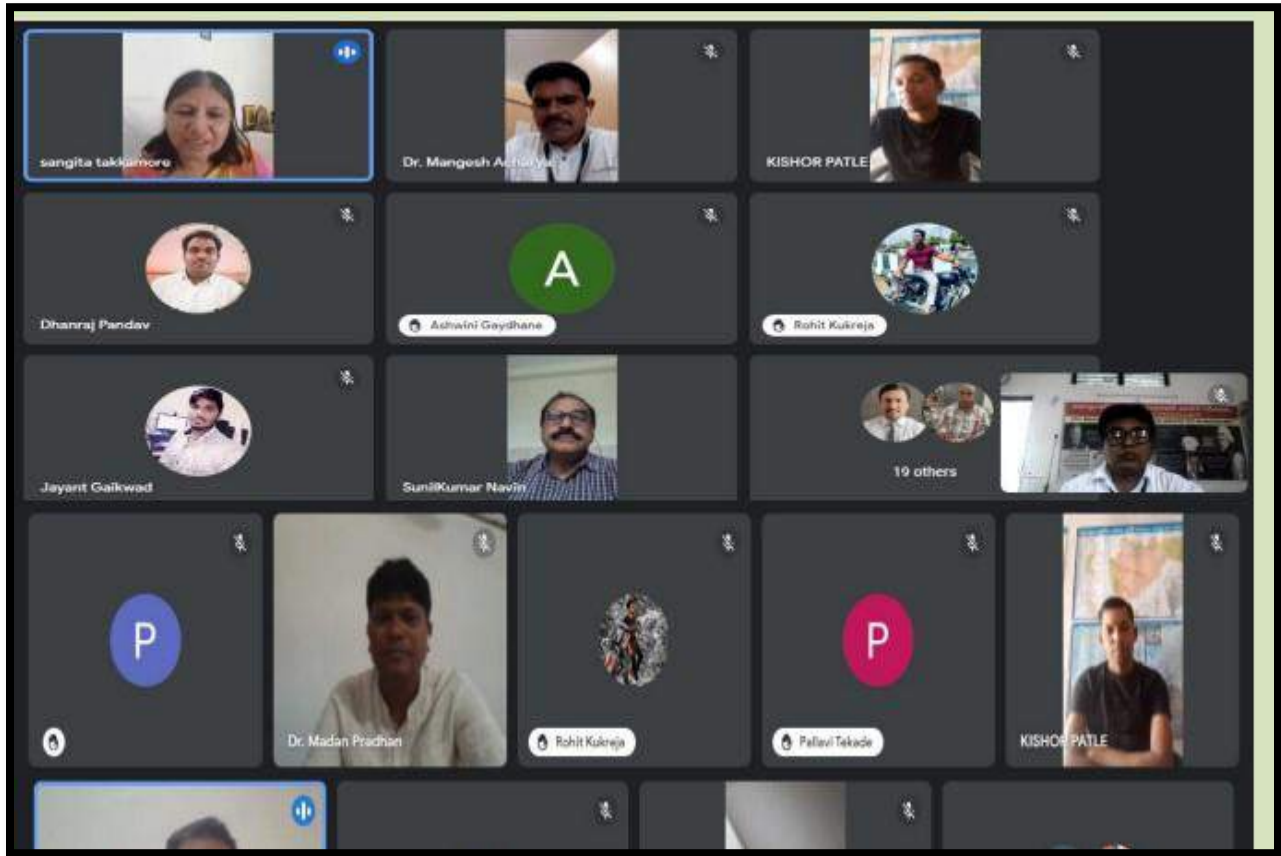 sangita takkamore
Dr. Mangesh Acharya
KISHOR PATLE
Dhanraj Pandav
A
Ashwini Gaydhane
Rohit Kukreja
Jayant Gaikwad
SunilKumar Navin
19 others
P
Dr. Madan Pradhan
Rohit Kukreja
P
Pallavi Tekade
KISHOR PATLE